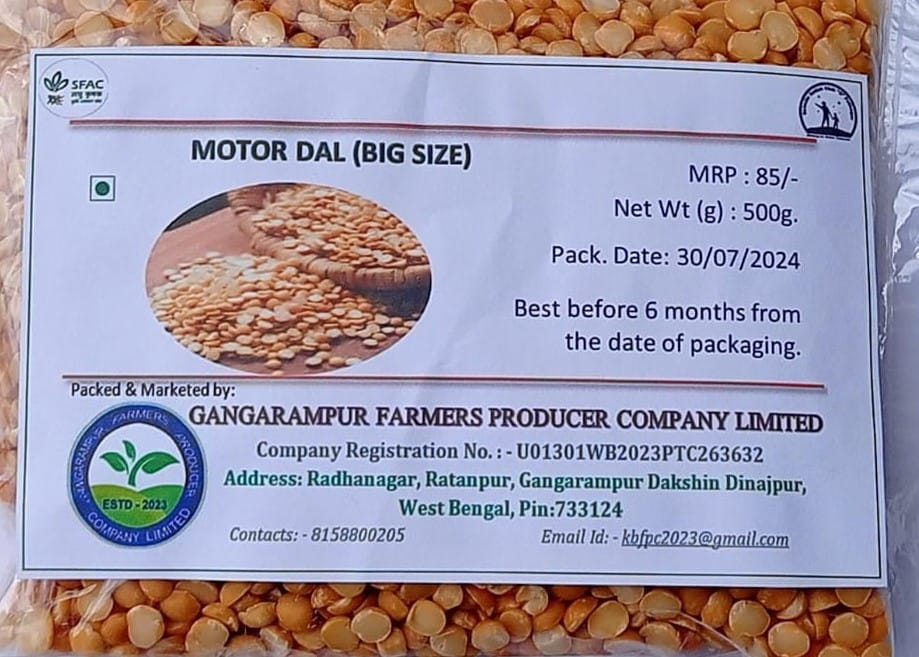 SFAC
MOTOR DAL (BIG SIZE)
MRP : 85/-
Net Wt (g) : 500g.
Pack. Date: 30/07/2024
Best before 6 months from
the date of packaging.
Packed & Marketed by:
GANGARAMPUR FARMERS PRODUCER COMPANY LIMITED
Company Registration No. : - U01301WB2023PTC263632
Address: Radhanagar, Ratanpur, Gangarampur Dakshin Dinajpur,
West Bengal, Pin:733124
Contacts: - 8158800205
Email Id: - kbfpc2023@gmail.com
GANGARAMPUR FARMERS PRODUCER
COMPANY LIMITED
ESTD - 2023